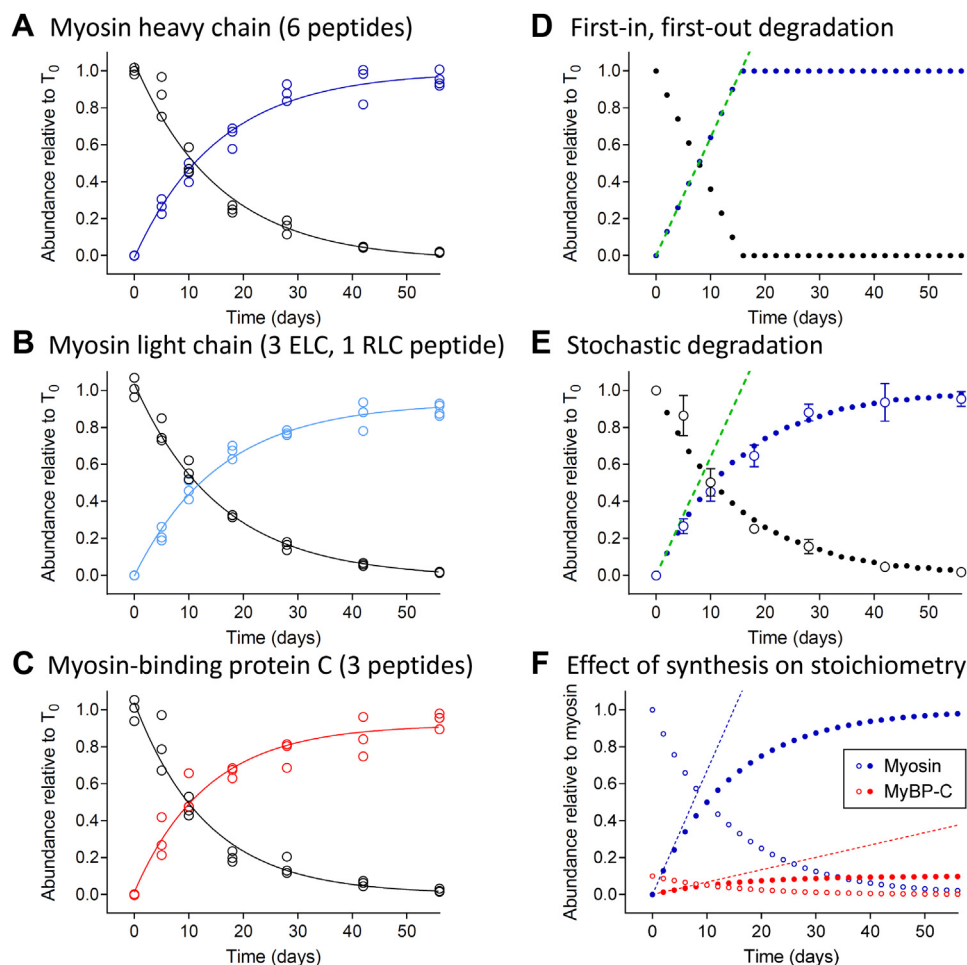 A Myosin heavy chain (6 peptides)
Abundance relative to T0
1.0
0.8
0.6
0.4
0.2
0.0
0 10 20 30 40 50
Time (days)
B Myosin light chain (3 ELC, 1 RLC peptide)
Abundance relative to T0
1.0
0.8
0.6
0.4
0.2
0.0
0 10 20 30 40 50
Time (days)
C Myosin-binding protein C (3 peptides)
Abundance relative to T0
1.0
0.8
0.6
0.4
0.2
0.0
0 10 20 30 40 50
Time (days)
D First-in, first-out degradation
Abundance relative to T0
1.0
0.8
0.6
0.4
0.2
0.0
0 10 20 30 40 50
Time (days)
E Stochastic degradation
Abundance relative to T0
1.0
0.8
0.6
0.4
0.2
0.0
0 10 20 30 40 50
Time (days)
F Effect of synthesis on stoichiometry
Abundance relative to myosin
1.0
0.8
0.6
0.4
0.2
0.0
Myosin
MyBP-C
0 10 20 30 40 50
Time (days)